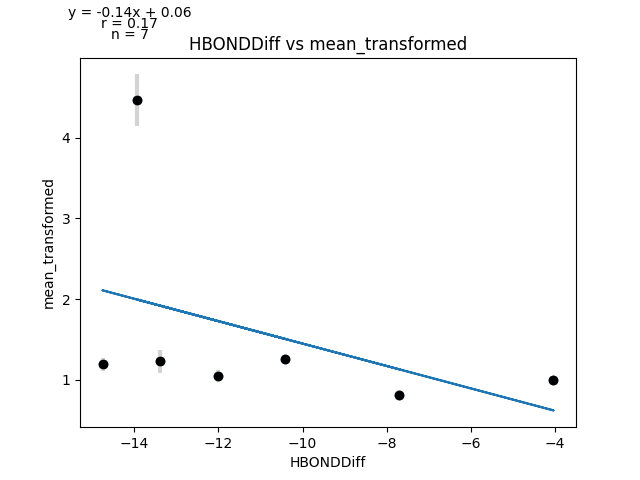 y = -0.14x + 0.06
r = 0.17
n = 7
HBONDDiff vs mean_transformed
mean_transformed
4
3
2
1
−14
−12
−10
−8
−6
−4
HBONDDiff